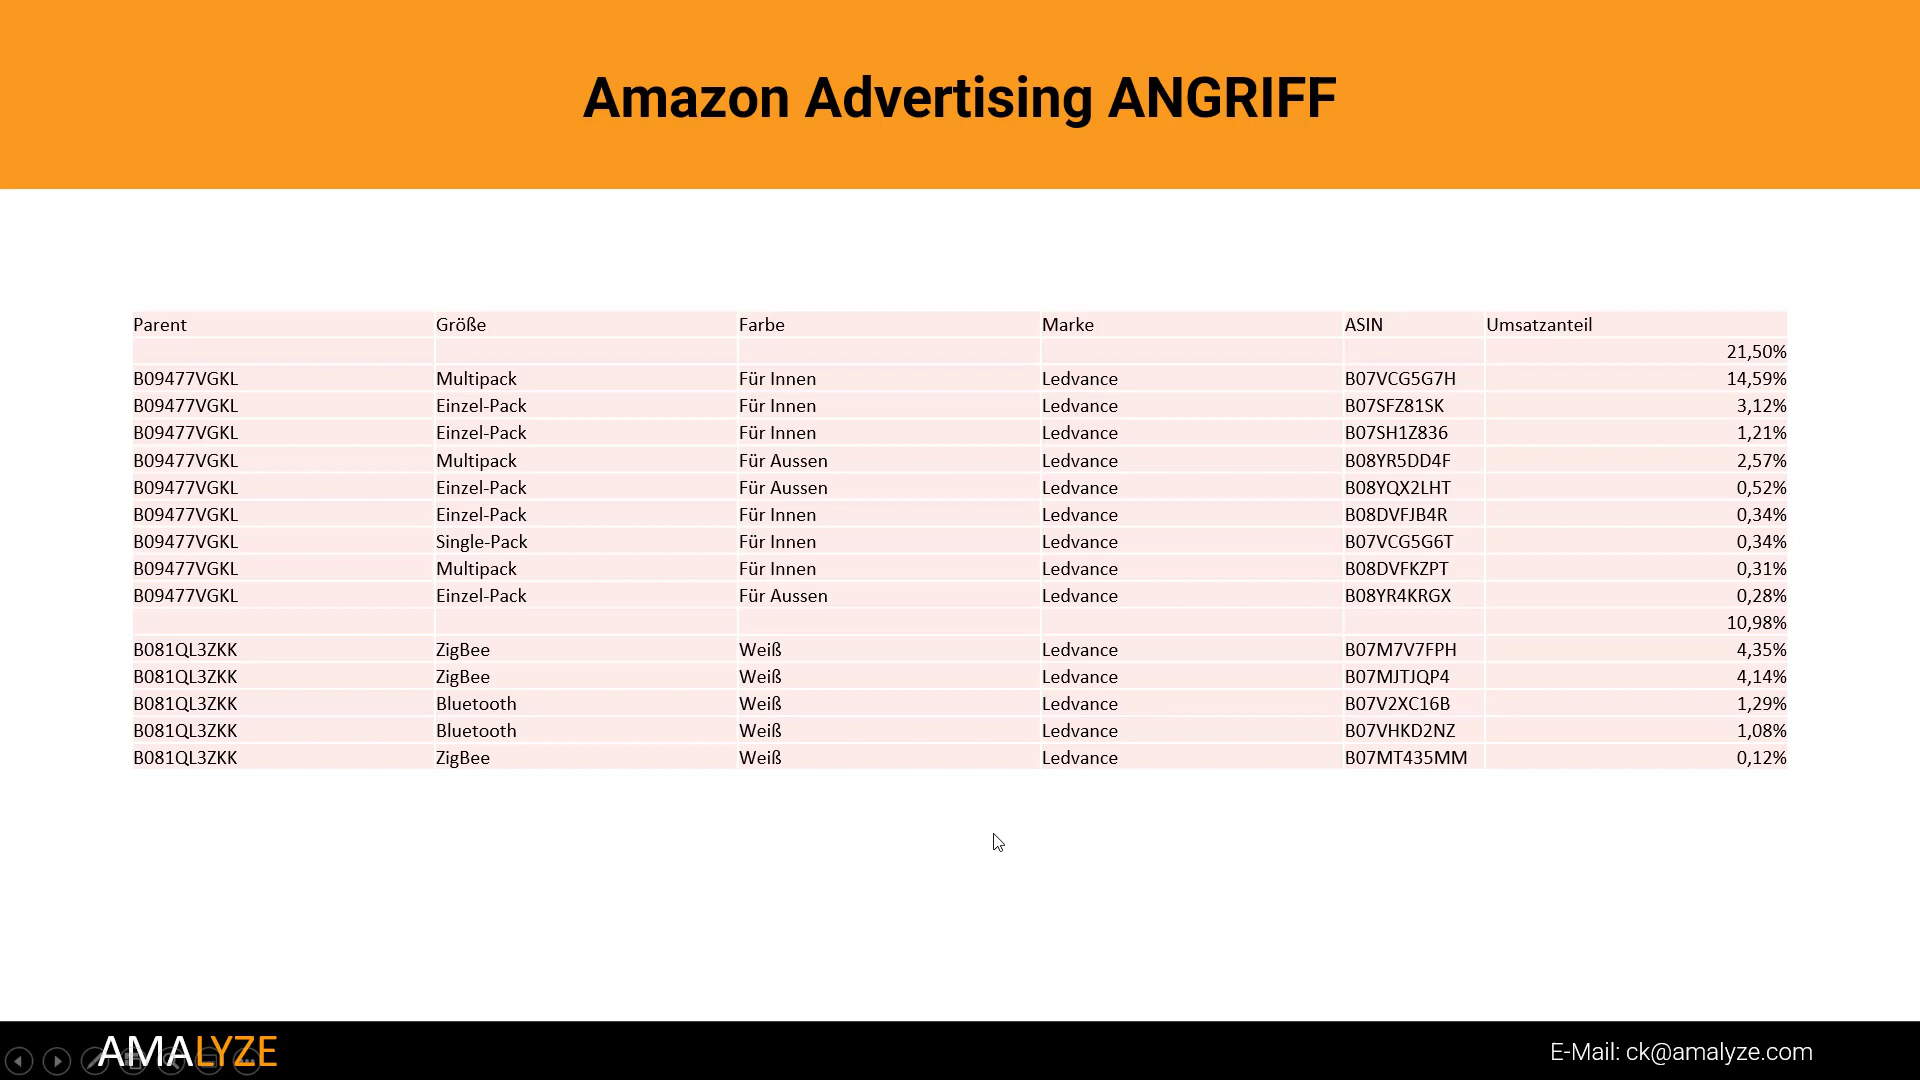 Amazon Advertising ANGRIFF
Parent Größe Farbe Marke ASIN Umsatzanteil
21,50%
B09477VGKL Multipack Für Innen Ledvance B07VCG5G7H 14,59%
B09477VGKL Einzel-Pack Für Innen Ledvance B07SFZ81SK 3,12%
B09477VGKL Einzel-Pack Für Innen Ledvance B07SH1Z836 1,21%
B09477VGKL Multipack Für Aussen Ledvance B08YR5DD4F 2,57%
B09477VGKL Einzel-Pack Für Aussen Ledvance B08YQX2LHT 0,52%
B09477VGKL Einzel-Pack Für Innen Ledvance B08DVFJB4R 0,34%
B09477VGKL Single-Pack Für Innen Ledvance B07VCG5G6T 0,34%
B09477VGKL Multipack Für Innen Ledvance B08DVFKZPT 0,31%
B09477VGKL Einzel-Pack Für Aussen Ledvance B08YR4KRGX 0,28%
10,98%
B081QL3ZKK ZigBee Weiß Ledvance B07M7V7FPH 4,35%
B081QL3ZKK ZigBee Weiß Ledvance B07MJTJQP4 4,14%
B081QL3ZKK Bluetooth Weiß Ledvance B07V2XC16B 1,29%
B081QL3ZKK Bluetooth Weiß Ledvance B07VHKD2NZ 1,08%
B081QL3ZKK ZigBee Weiß Ledvance B07MT435MM 0,12%
AMALYZE
E-Mail: ck@amalyze.com